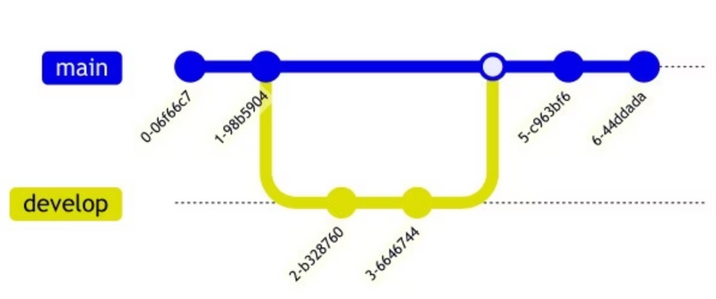 main
0-06f66c7
1-98b5904
5-c963bf6
6-44ddada
develop
2-b328760
3-6646744